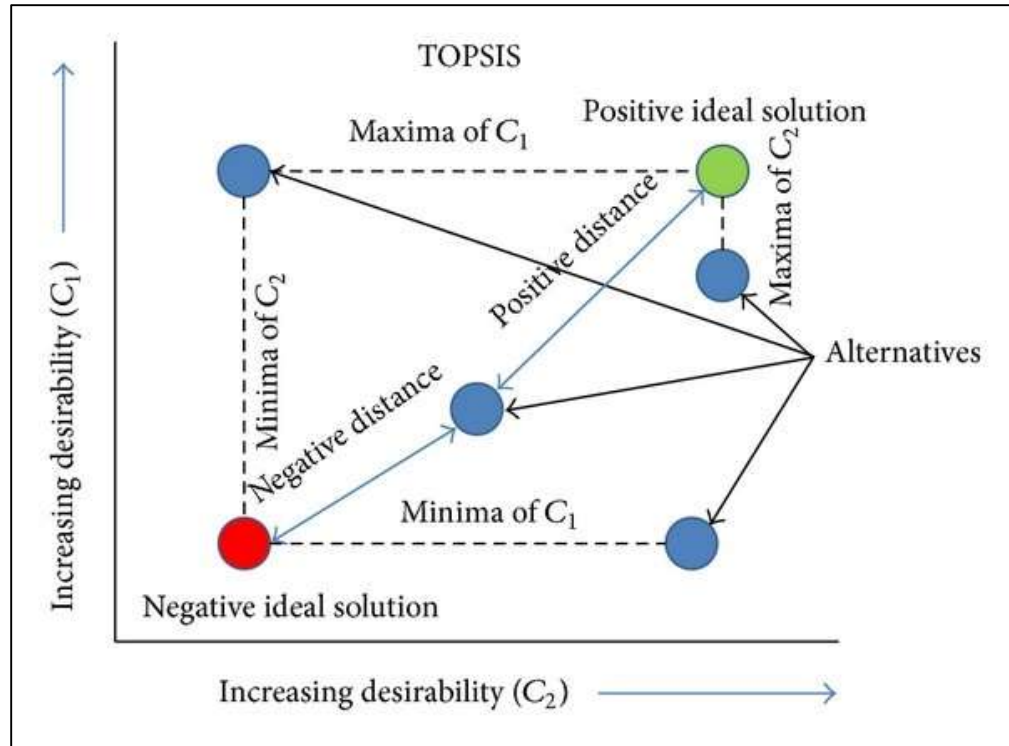 TOPSIS
Positive ideal solution
Maxima of C₁
Maxima of C₂
Positive distance
Increasing desirability (C₁)
Minima of C₂
Alternatives
Negative distance
Minima of C₁
Negative ideal solution
Increasing desirability (C₂)